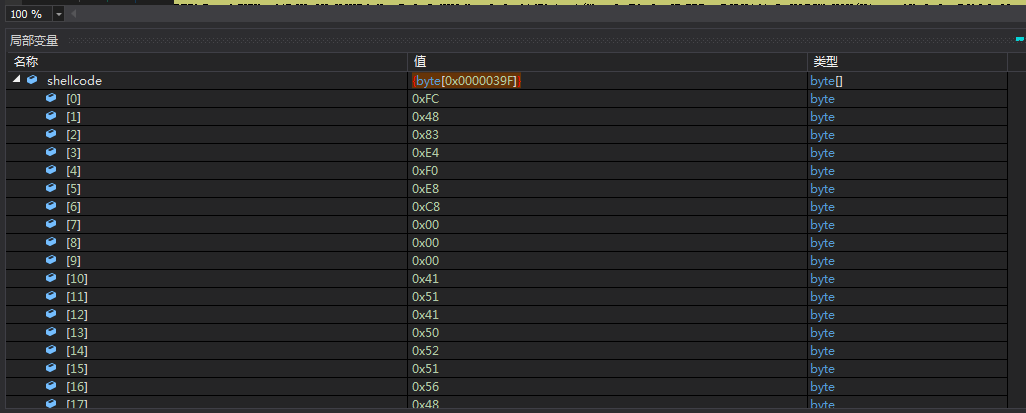 100 %
局部变量
名称 值 类型
shellcode byte[0x0000039F] byte[]
[0] 0xFC byte
[1] 0x48 byte
[2] 0x83 byte
[3] 0xE4 byte
[4] 0xF0 byte
[5] 0xE8 byte
[6] 0xC8 byte
[7] 0x00 byte
[8] 0x00 byte
[9] 0x00 byte
[10] 0x41 byte
[11] 0x51 byte
[12] 0x41 byte
[13] 0x50 byte
[14] 0x52 byte
[15] 0x51 byte
[16] 0x56 byte
[17] 0x48 byte